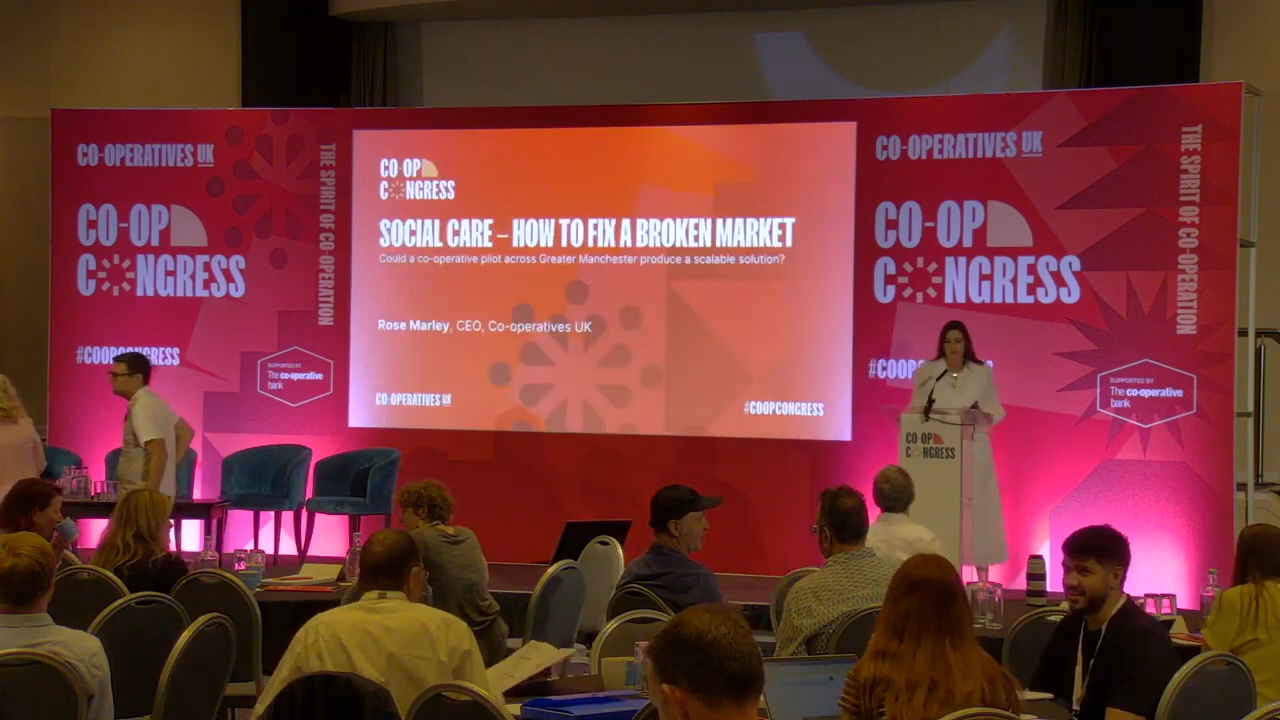 CO-OPERATIVES UK
THE SPIRIT OF CO-OPERATION
CO-OP
CONGRESS
#COOPCONGRESS
SUPPORTED BY
The co-operative
bank
CO-OP
CONGRESS
SOCIAL CARE – HOW TO FIX A BROKEN MARKET
Could a co-operative pilot across Greater Manchester produce a scalable solution?
Rose Marley, CEO, Co-operatives UK
CO-OPERATIVES UK
#COOPCONGRESS
CO-OPERATIVES UK
THE SPIRIT OF CO-OPERATION
CO-OP
CONGRESS
#COOP
SUPPORTED BY
The co-operative
bank
CO-OP
CONGRESS